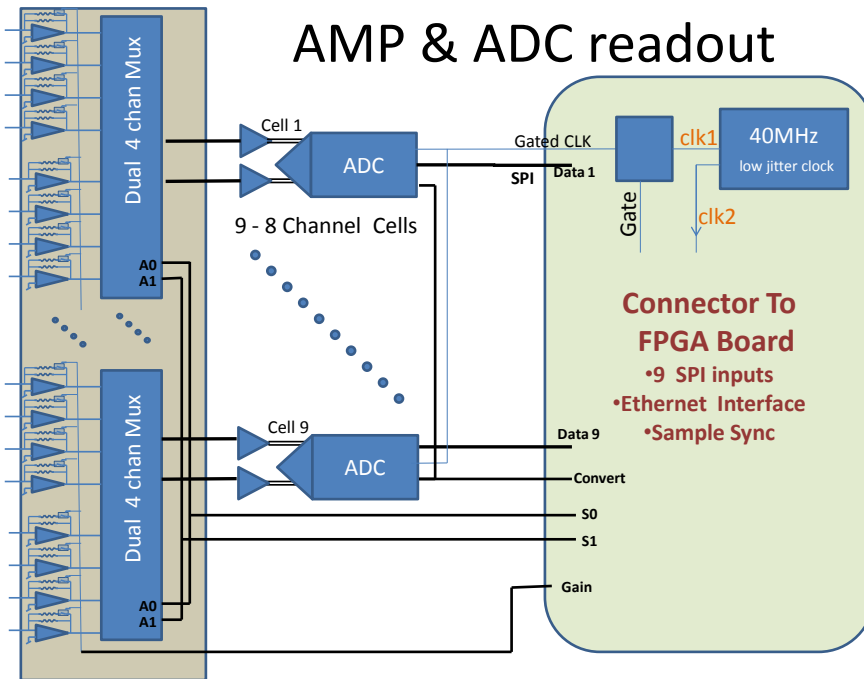 AMP & ADC readout
Dual 4 chan Mux
A0
A1
Cell 1
ADC
Gated CLK
SPI
Data 1
clk1
40MHz
low jitter clock
Gate
clk2
9 - 8 Channel Cells
Connector To
FPGA Board
•9 SPI inputs
•Ethernet Interface
•Sample Sync
Dual 4 chan Mux
A0
A1
Cell 9
ADC
Data 9
Convert
S0
S1
Gain